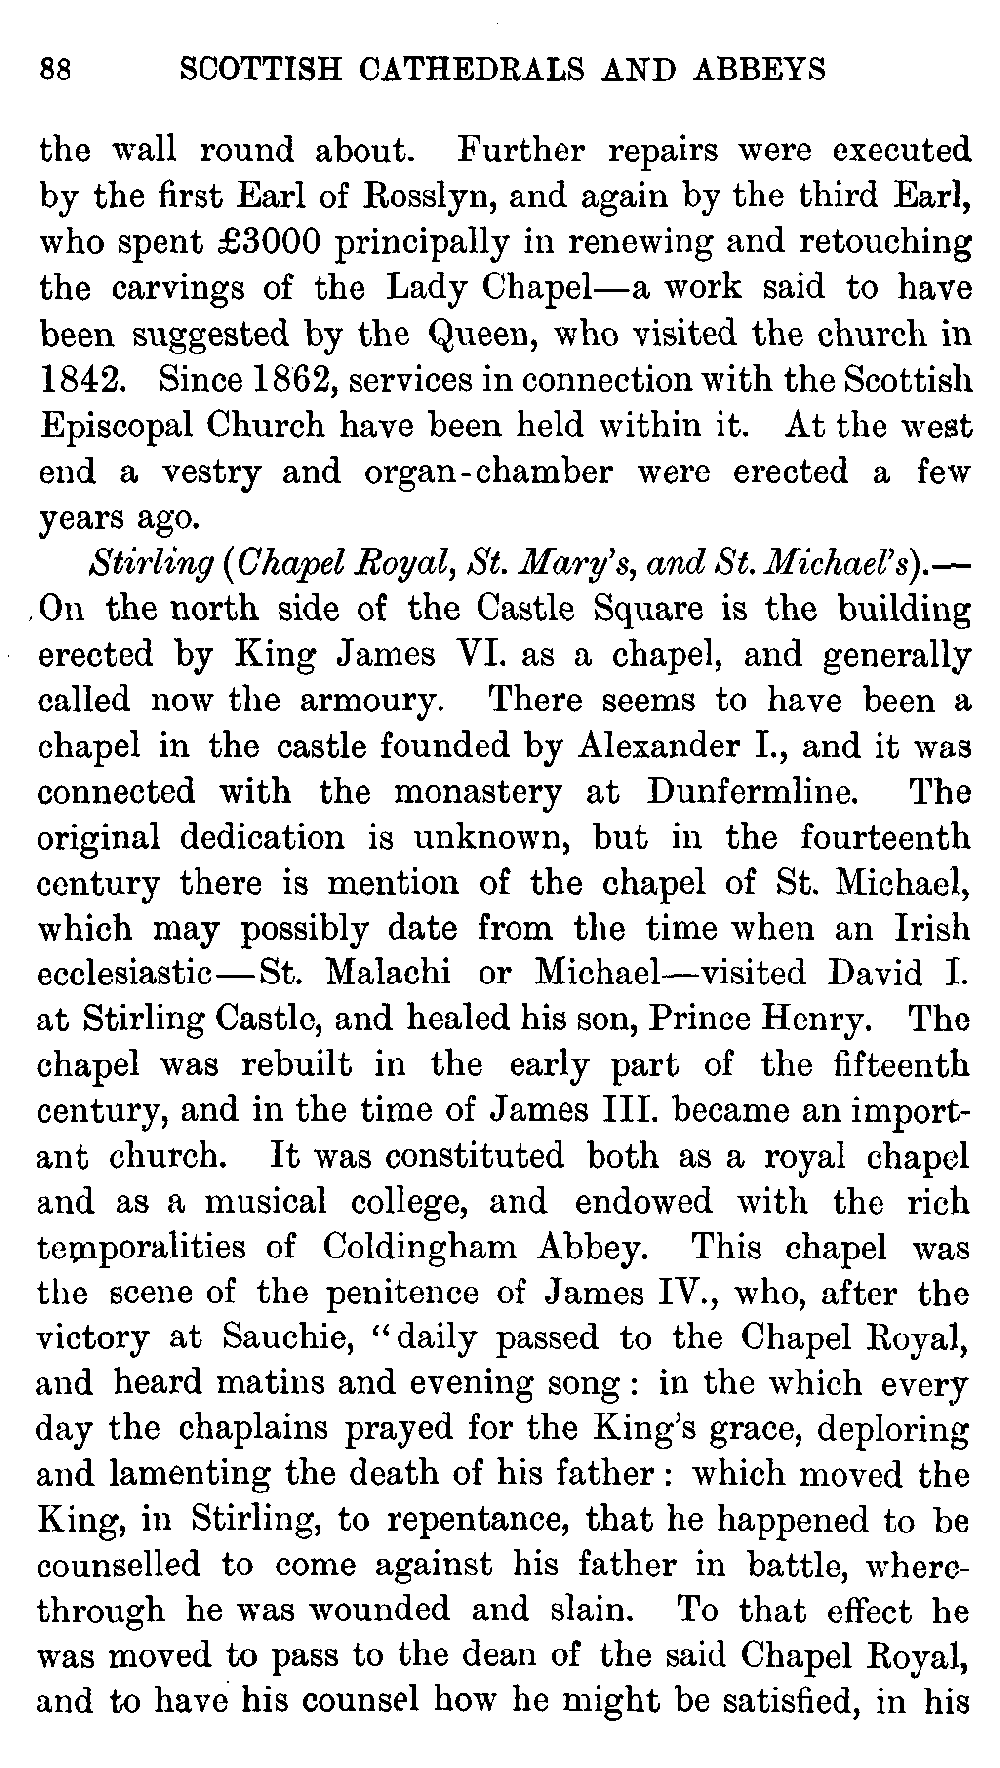 88 SCOTTISH CATHEDRALS AND ABBEYS
the wall round about. Further repairs were executed
by the first Earl of Rosslyn, and again by the third Earl,
who spent £3000 principally in renewing and retouching
the carvings of the Lady Chapel—a work said to have
been suggested by the Queen, who visited the church in
1842. Since 1862, services in connection with the Scottish
Episcopal Church have been held within it. At the west
end a vestry and organ-chamber were erected a few
years ago.
Stirling (Chapel Royal, St. Mary's, and St. Michael's).—
On the north side of the Castle Square is the building
erected by King James VI. as a chapel, and generally
called now the armoury. There seems to have been a
chapel in the castle founded by Alexander I., and it was
connected with the monastery at Dunfermline. The
original dedication is unknown, but in the fourteenth
century there is mention of the chapel of St. Michael,
which may possibly date from the time when an Irish
ecclesiastic—St. Malachi or Michael—visited David I.
at Stirling Castle, and healed his son, Prince Henry. The
chapel was rebuilt in the early part of the fifteenth
century, and in the time of James III. became an import-
ant church. It was constituted both as a royal chapel
and as a musical college, and endowed with the rich
temporalities of Coldingham Abbey. This chapel was
the scene of the penitence of James IV., who, after the
victory at Sauchie, "daily passed to the Chapel Royal,
and heard matins and evening song: in the which every
day the chaplains prayed for the King's grace, deploring
and lamenting the death of his father: which moved the
King, in Stirling, to repentance, that he happened to be
counselled to come against his father in battle, where-
through he was wounded and slain. To that effect he
was moved to pass to the dean of the said Chapel Royal,
and to have his counsel how he might be satisfied, in his